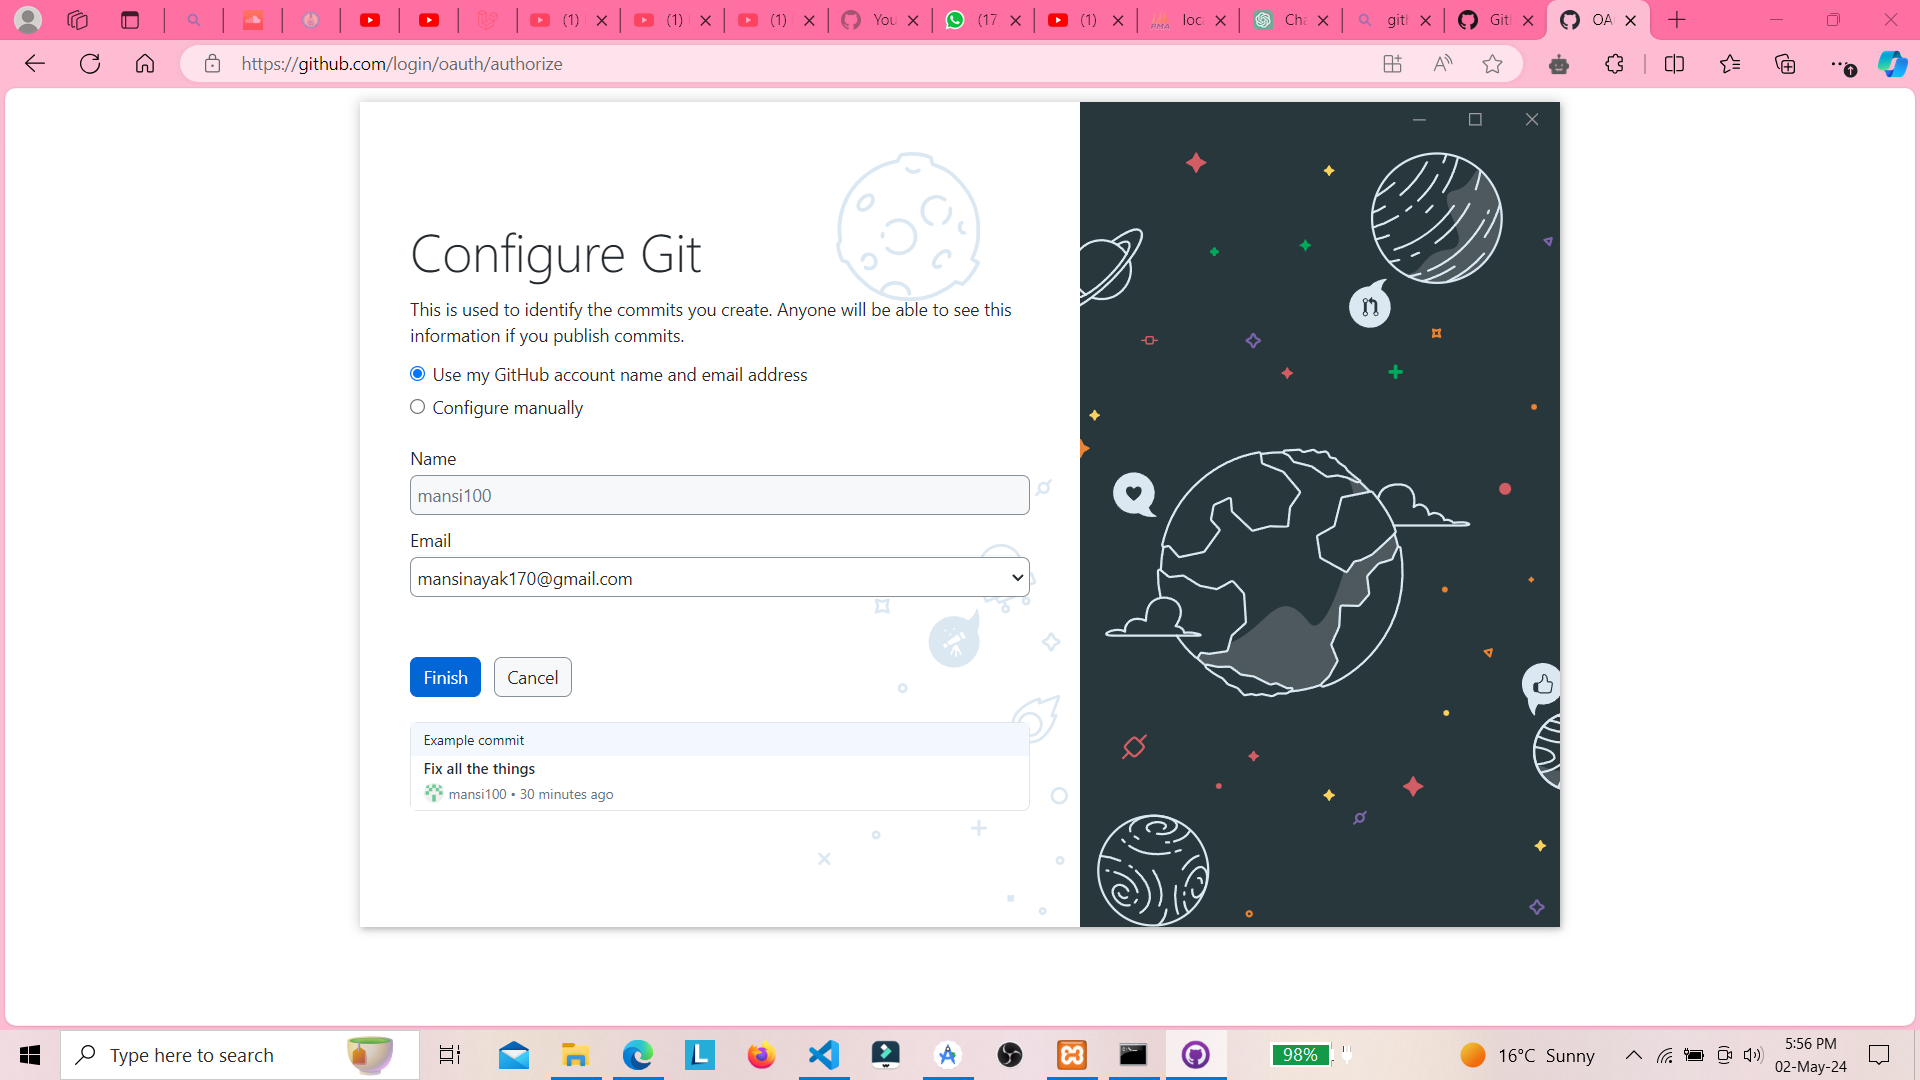 (1)
(1)
(1)
You
(17
(1)
loc
Cha
gith
Git
OA
https://github.com/login/oauth/authorize
Configure Git
This is used to identify the commits you create. Anyone will be able to see this
information if you publish commits.
Use my GitHub account name and email address
Configure manually
Name
mansi100
Email
mansinayak170@gmail.com
Finish
Cancel
Example commit
Fix all the things
mansi100 • 30 minutes ago
Type here to search
98%
16°C Sunny
5:56 PM
02-May-24